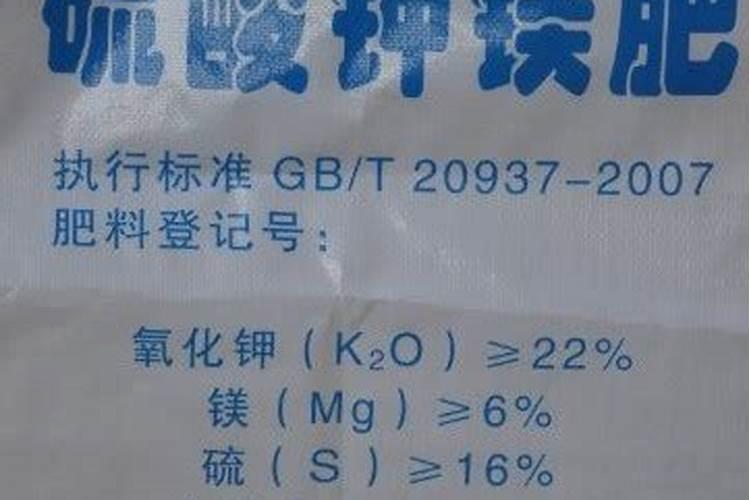 硫酸钾镁肥
执行标准 GB/T 20937-2007
肥料登记号:
氧化钾(K₂O)≥22%
镁(Mg)≥6%
硫(S)≥16%